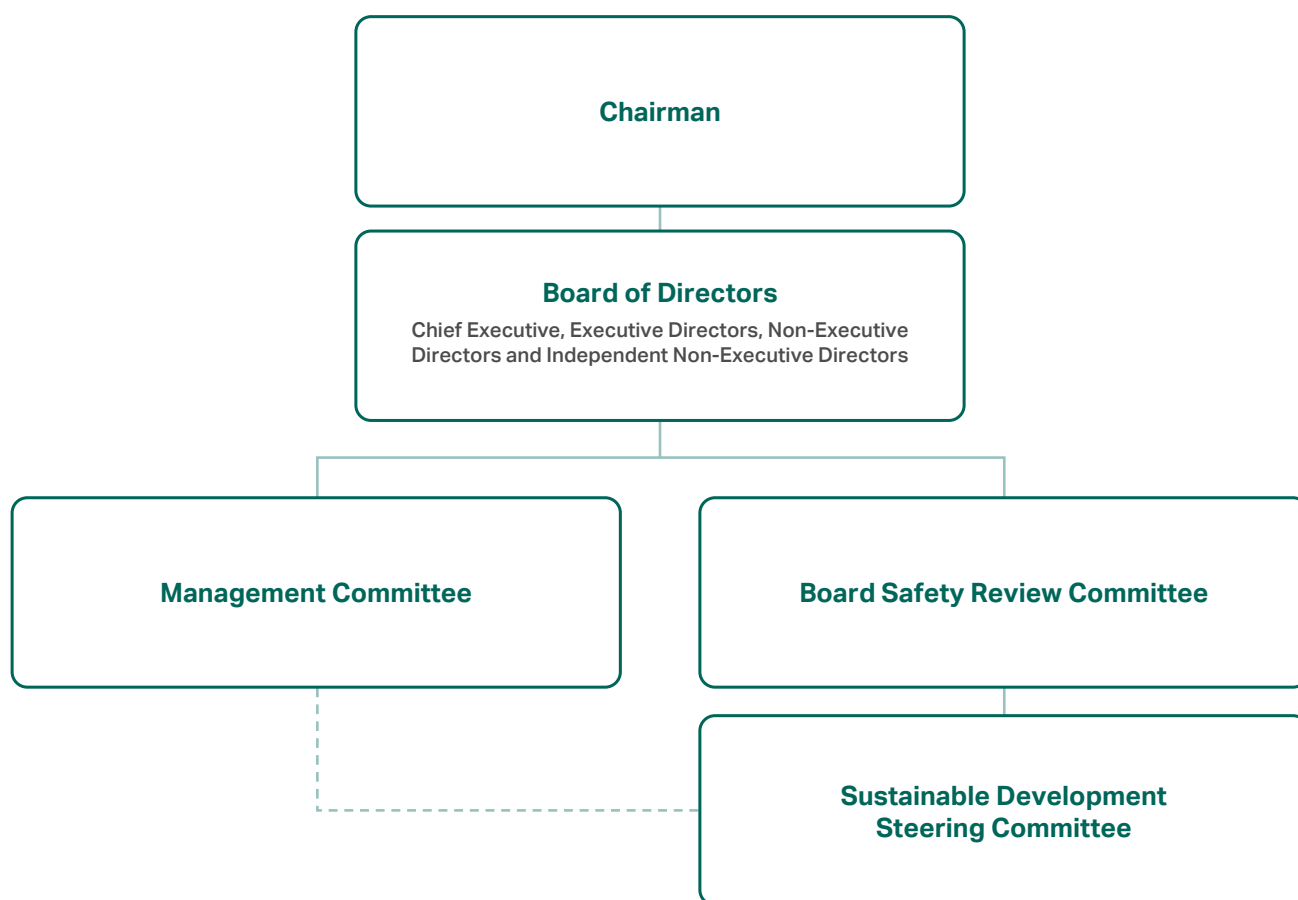 Chairman
Board of Directors
Chief Executive, Executive Directors, Non-Executive
Directors and Independent Non-Executive Directors
Management Committee
Board Safety Review Committee
Sustainable Development
Steering Committee